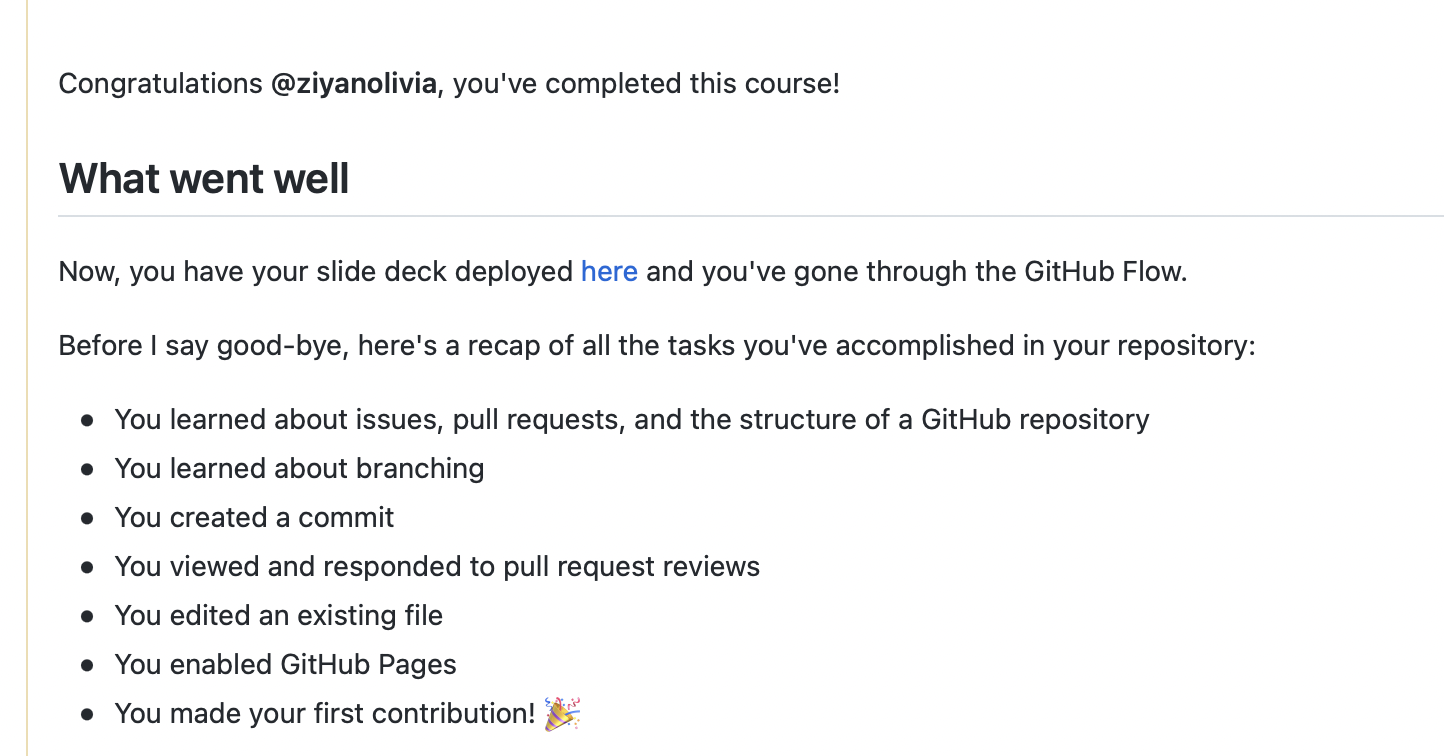 Congratulations @ziyanolivia, you've completed this course!
What went well
Now, you have your slide deck deployed here and you've gone through the GitHub Flow.
Before I say good-bye, here's a recap of all the tasks you've accomplished in your repository:
• You learned about issues, pull requests, and the structure of a GitHub repository
• You learned about branching
• You created a commit
• You viewed and responded to pull request reviews
• You edited an existing file
• You enabled GitHub Pages
• You made your first contribution! 🎉